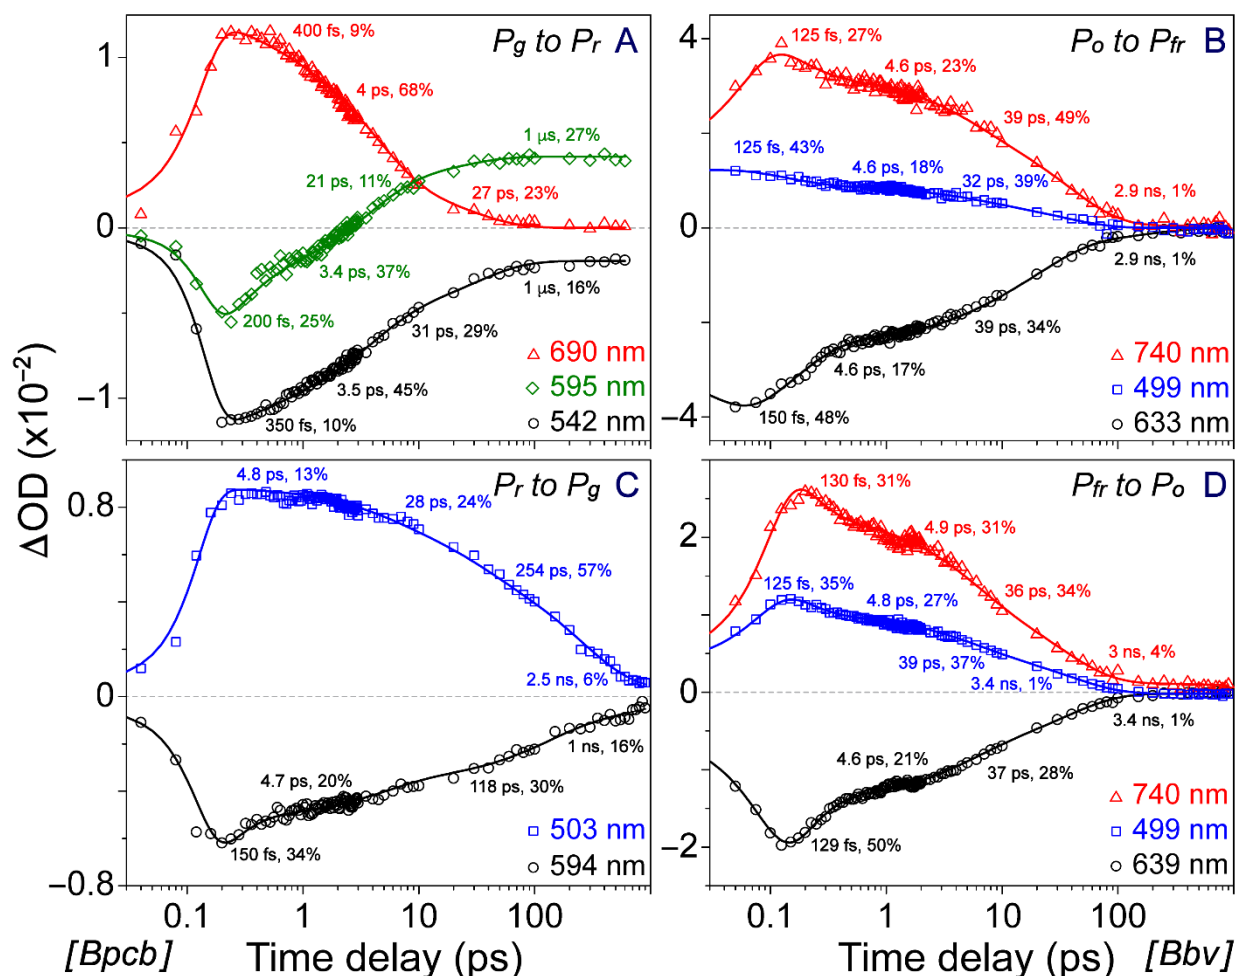 P_g to P_r A
400 fs, 9%
4 ps, 68%
1 μs, 27%
21 ps, 11%
27 ps, 23%
3.4 ps, 37%
200 fs, 25%
1 μs, 16%
31 ps, 29%
3.5 ps, 45%
350 fs, 10%
690 nm
595 nm
542 nm
1
0
−1
P_o to P_fr B
125 fs, 27%
4.6 ps, 23%
39 ps, 49%
125 fs, 43%
4.6 ps, 18%
32 ps, 39%
2.9 ns, 1%
2.9 ns, 1%
39 ps, 34%
4.6 ps, 17%
150 fs, 48%
740 nm
499 nm
633 nm
4
0
−4
ΔOD (x10⁻²)
P_r to P_g C
4.8 ps, 13%
28 ps, 24%
254 ps, 57%
2.5 ns, 6%
1 ns, 16%
4.7 ps, 20%
118 ps, 30%
150 fs, 34%
503 nm
594 nm
0.8
0
−0.8
0.1 1 10 100
P_fr to P_o D
130 fs, 31%
4.9 ps, 31%
125 fs, 35%
4.8 ps, 27%
36 ps, 34%
39 ps, 37%
3 ns, 4%
3.4 ns, 1%
3.4 ns, 1%
4.6 ps, 21%
37 ps, 28%
129 fs, 50%
740 nm
499 nm
639 nm
2
0
−2
0.1 1 10 100
[Bpcb] Time delay (ps)
Time delay (ps) [Bbv]